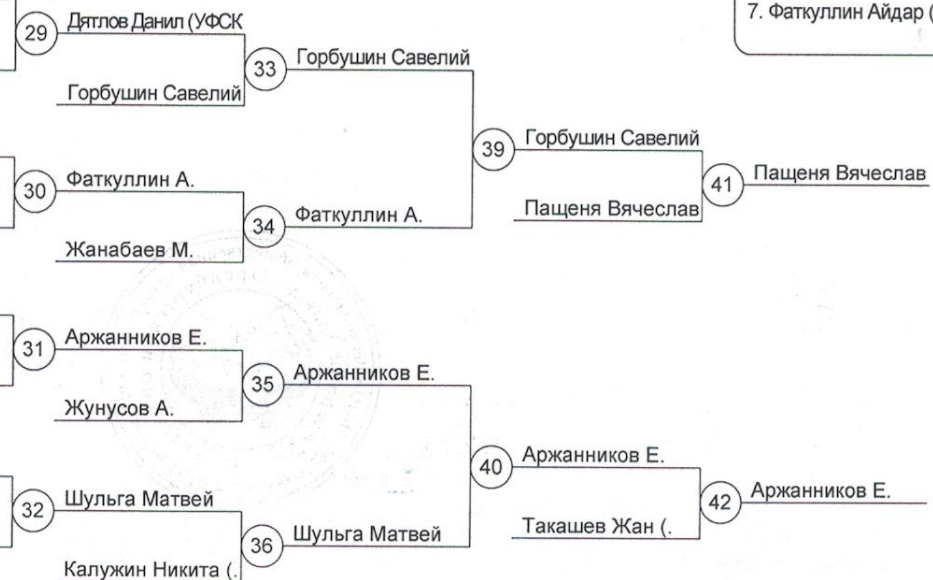 7. Фаткуллин Айдар (
29 Дятлов Данил (УФСК
33 Горбушин Савелий
Горбушин Савелий
39 Горбушин Савелий
41 Пащеня Вячеслав
30 Фаткуллин А.
Пащеня Вячеслав
34 Фаткуллин А.
Жанабаев М.
31 Аржанников Е.
35 Аржанников Е.
Жунусов А.
40 Аржанников Е.
42 Аржанников Е.
32 Шульга Матвей
Такашев Жан (.
36 Шульга Матвей
Калужин Никита (.